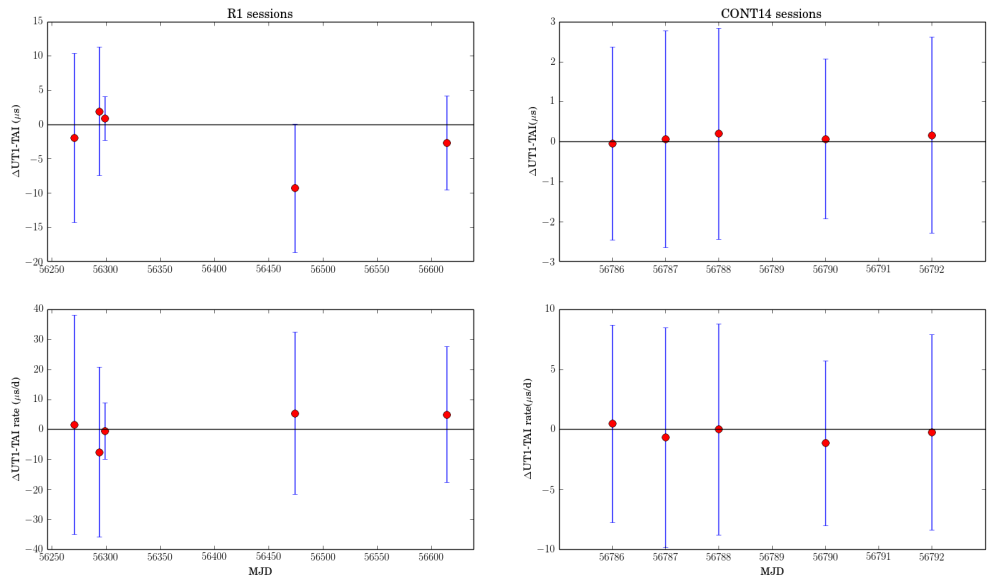 R1 sessions
15
10
5
0
−5
−10
−15
−20
ΔUT1-TAI (μs)
56250 56300 56350 56400 56450 56500 56550 56600
CONT14 sessions
3
2
1
0
−1
−2
−3
ΔUT1-TAI(μs)
56786 56787 56788 56789 56790 56791 56792
40
30
20
10
0
−10
−20
−30
−40
ΔUT1-TAI rate (μs/d)
56250 56300 56350 56400 56450 56500 56550 56600
MJD
10
5
0
−5
−10
ΔUT1-TAI rate(μs/d)
56786 56787 56788 56789 56790 56791 56792
MJD